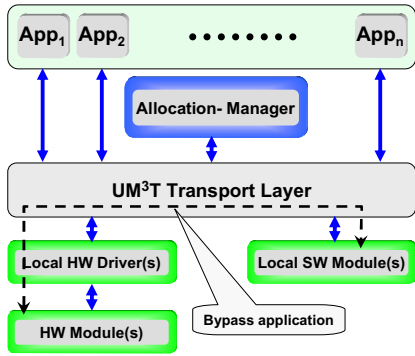 App₁ App₂ ........ Appₙ
Allocation- Manager
UM³T Transport Layer
Local HW Driver(s) Local SW Module(s)
HW Module(s)
Bypass application